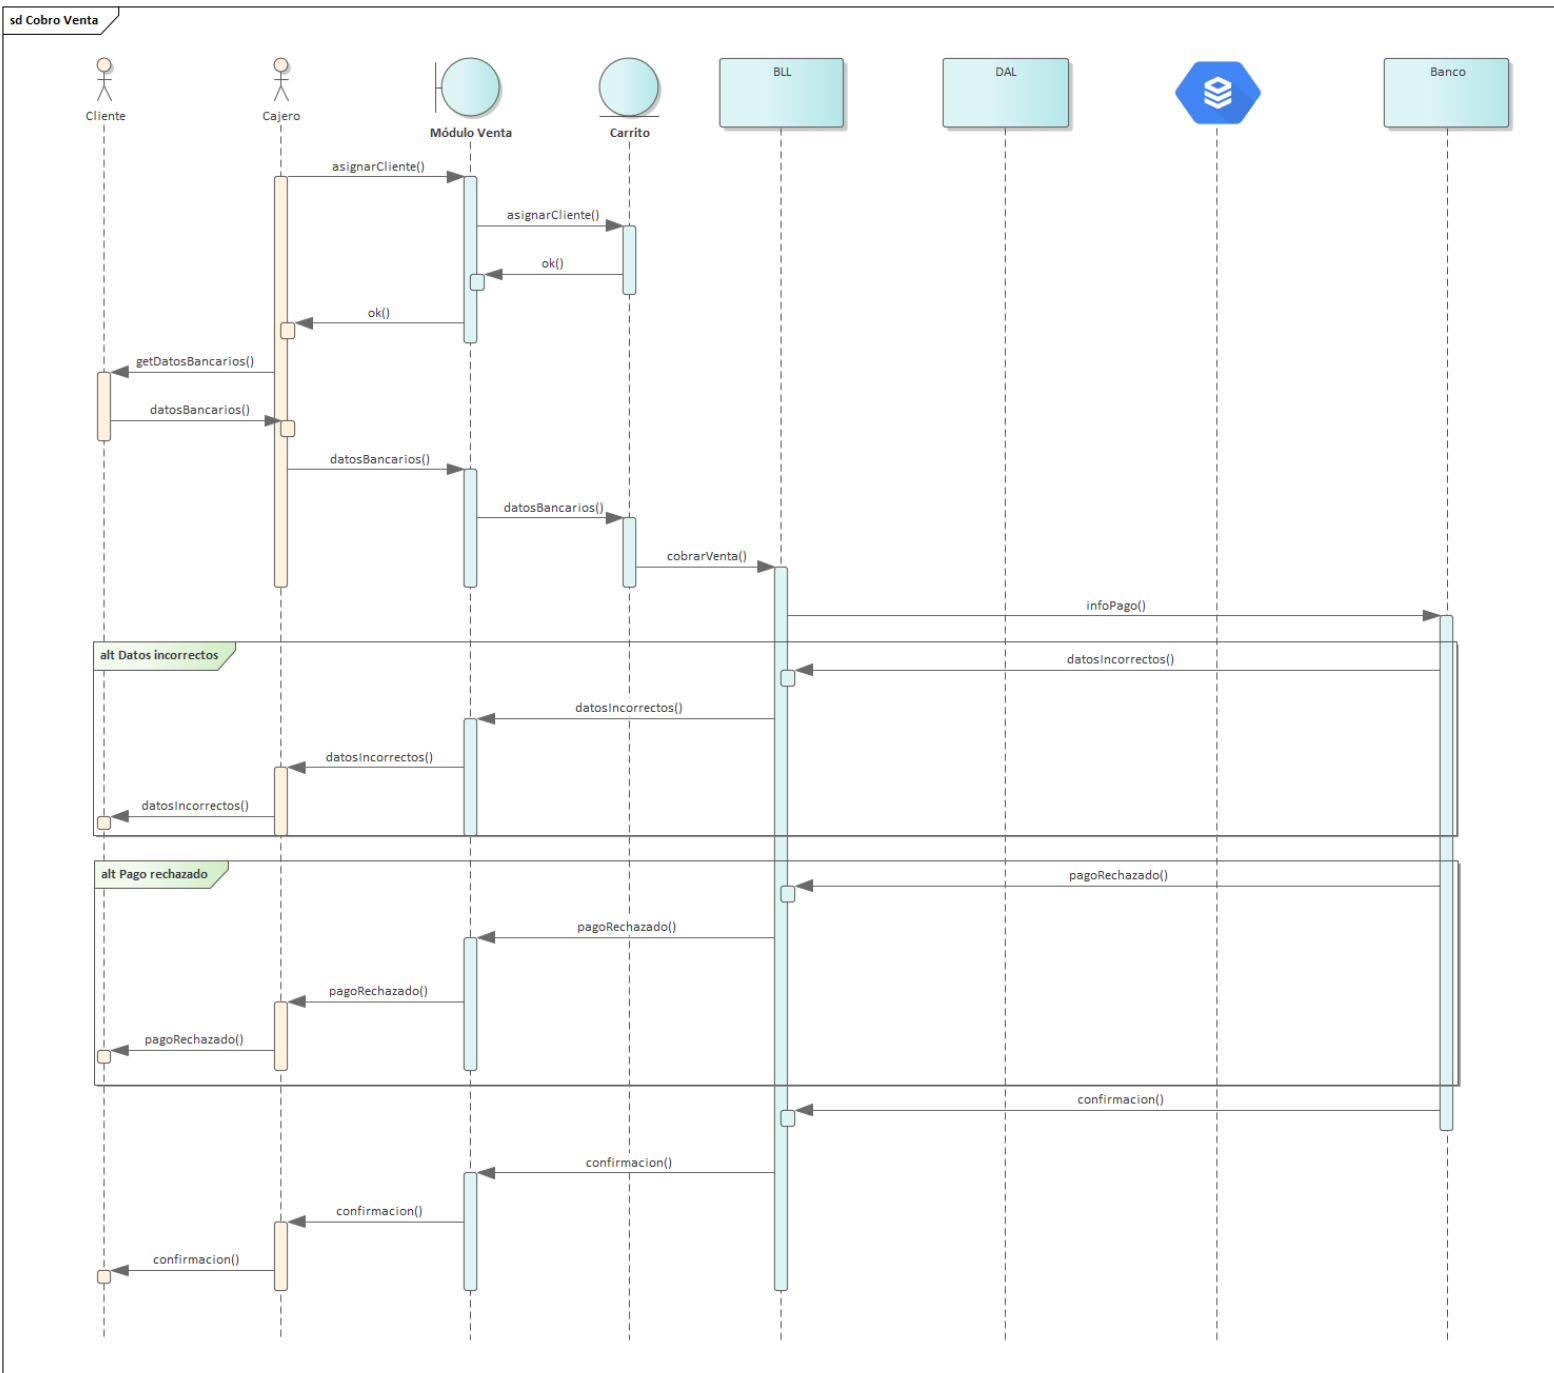 sd Cobro Venta
Cliente
Cajero
Módulo Venta
Carrito
BLL
DAL
Banco
asignarCliente()
asignarCliente()
ok()
ok()
getDatosBancarios()
datosBancarios()
datosBancarios()
datosBancarios()
cobrarVenta()
infoPago()
alt Datos incorrectos
datosIncorrectos()
datosIncorrectos()
datosIncorrectos()
datosIncorrectos()
alt Pago rechazado
pagoRechazado()
pagoRechazado()
pagoRechazado()
pagoRechazado()
confirmacion()
confirmacion()
confirmacion()
confirmacion()